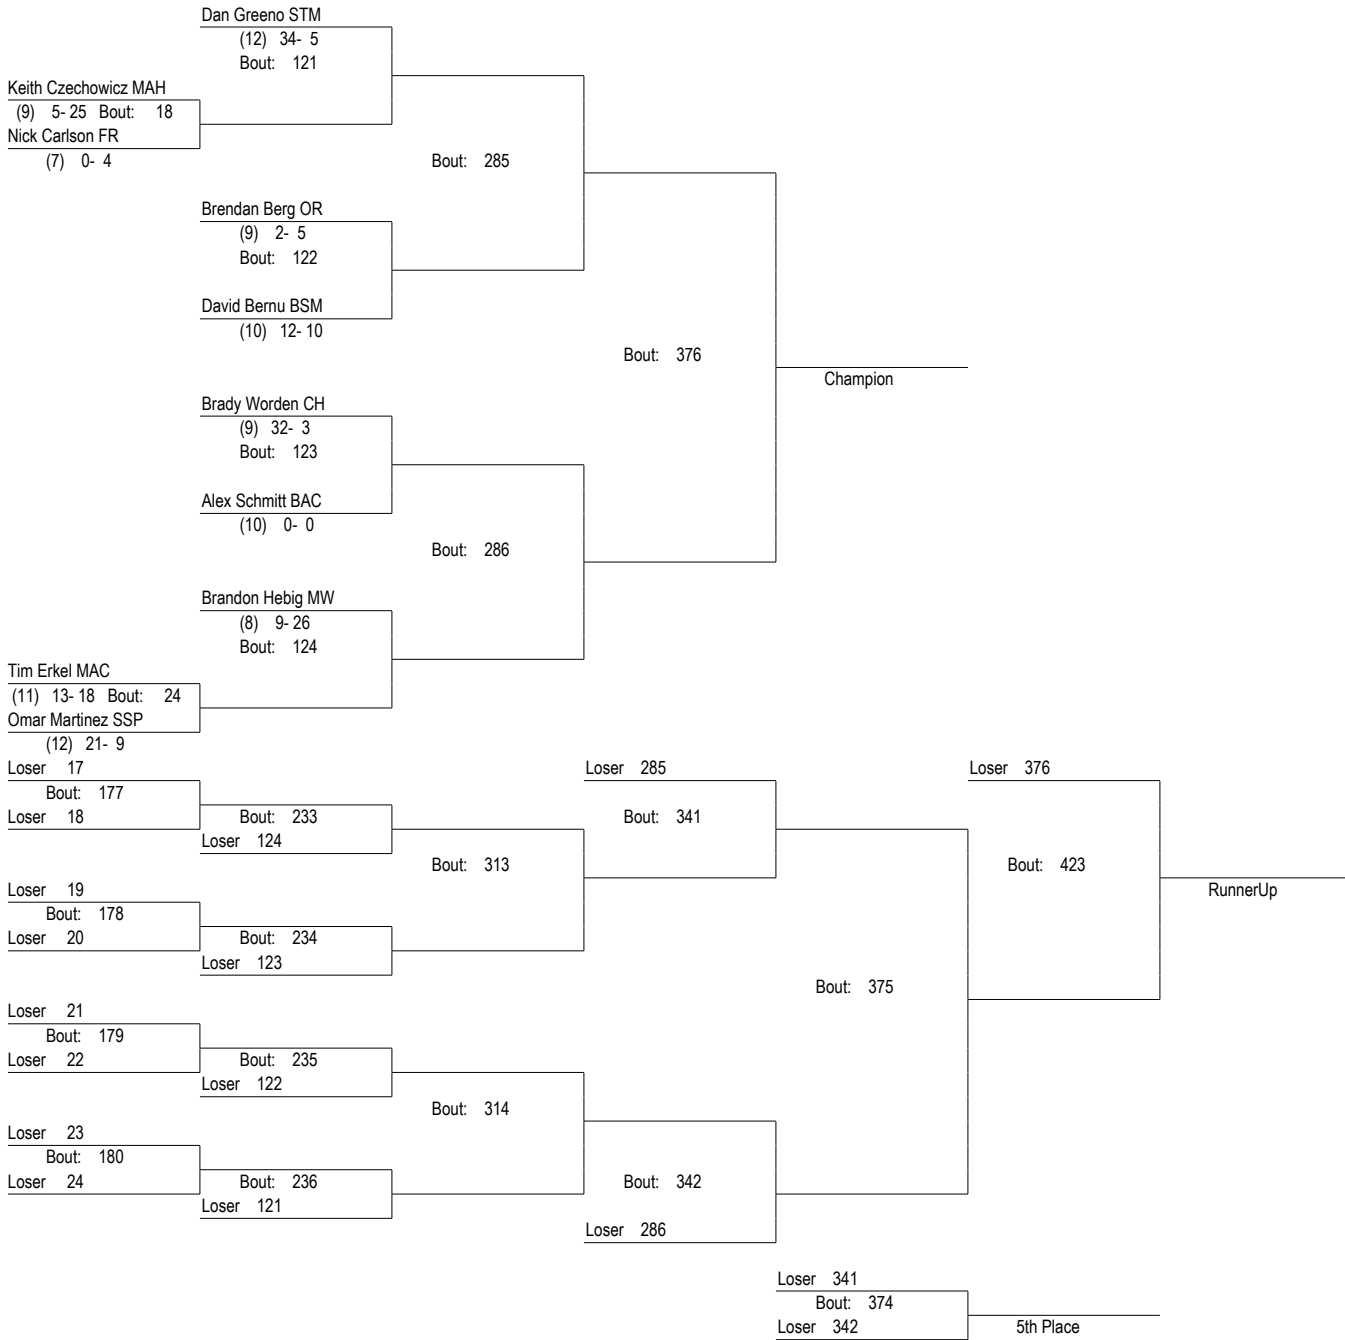 Dan Greeno STM
(12) 34- 5
Bout: 121
Keith Czechowicz MAH
(9) 5- 25 Bout: 18
Nick Carlson FR
(7) 0- 4
Bout: 285
Brendan Berg OR
(9) 2- 5
Bout: 122
David Bernu BSM
(10) 12- 10
Bout: 376
Champion
Brady Worden CH
(9) 32- 3
Bout: 123
Alex Schmitt BAC
(10) 0- 0
Bout: 286
Brandon Hebig MW
(8) 9- 26
Bout: 124
Tim Erkel MAC
(11) 13- 18 Bout: 24
Omar Martinez SSP
(12) 21- 9
Loser 17
Bout: 177
Loser 18
Bout: 233
Loser 124
Bout: 313
Loser 285
Bout: 341
Loser 376
Bout: 423
RunnerUp
Loser 19
Bout: 178
Loser 20
Bout: 234
Loser 123
Bout: 375
Loser 21
Bout: 179
Loser 22
Bout: 235
Loser 122
Bout: 314
Loser 23
Bout: 180
Loser 24
Bout: 236
Loser 121
Bout: 342
Loser 286
Loser 341
Bout: 374
Loser 342
5th Place